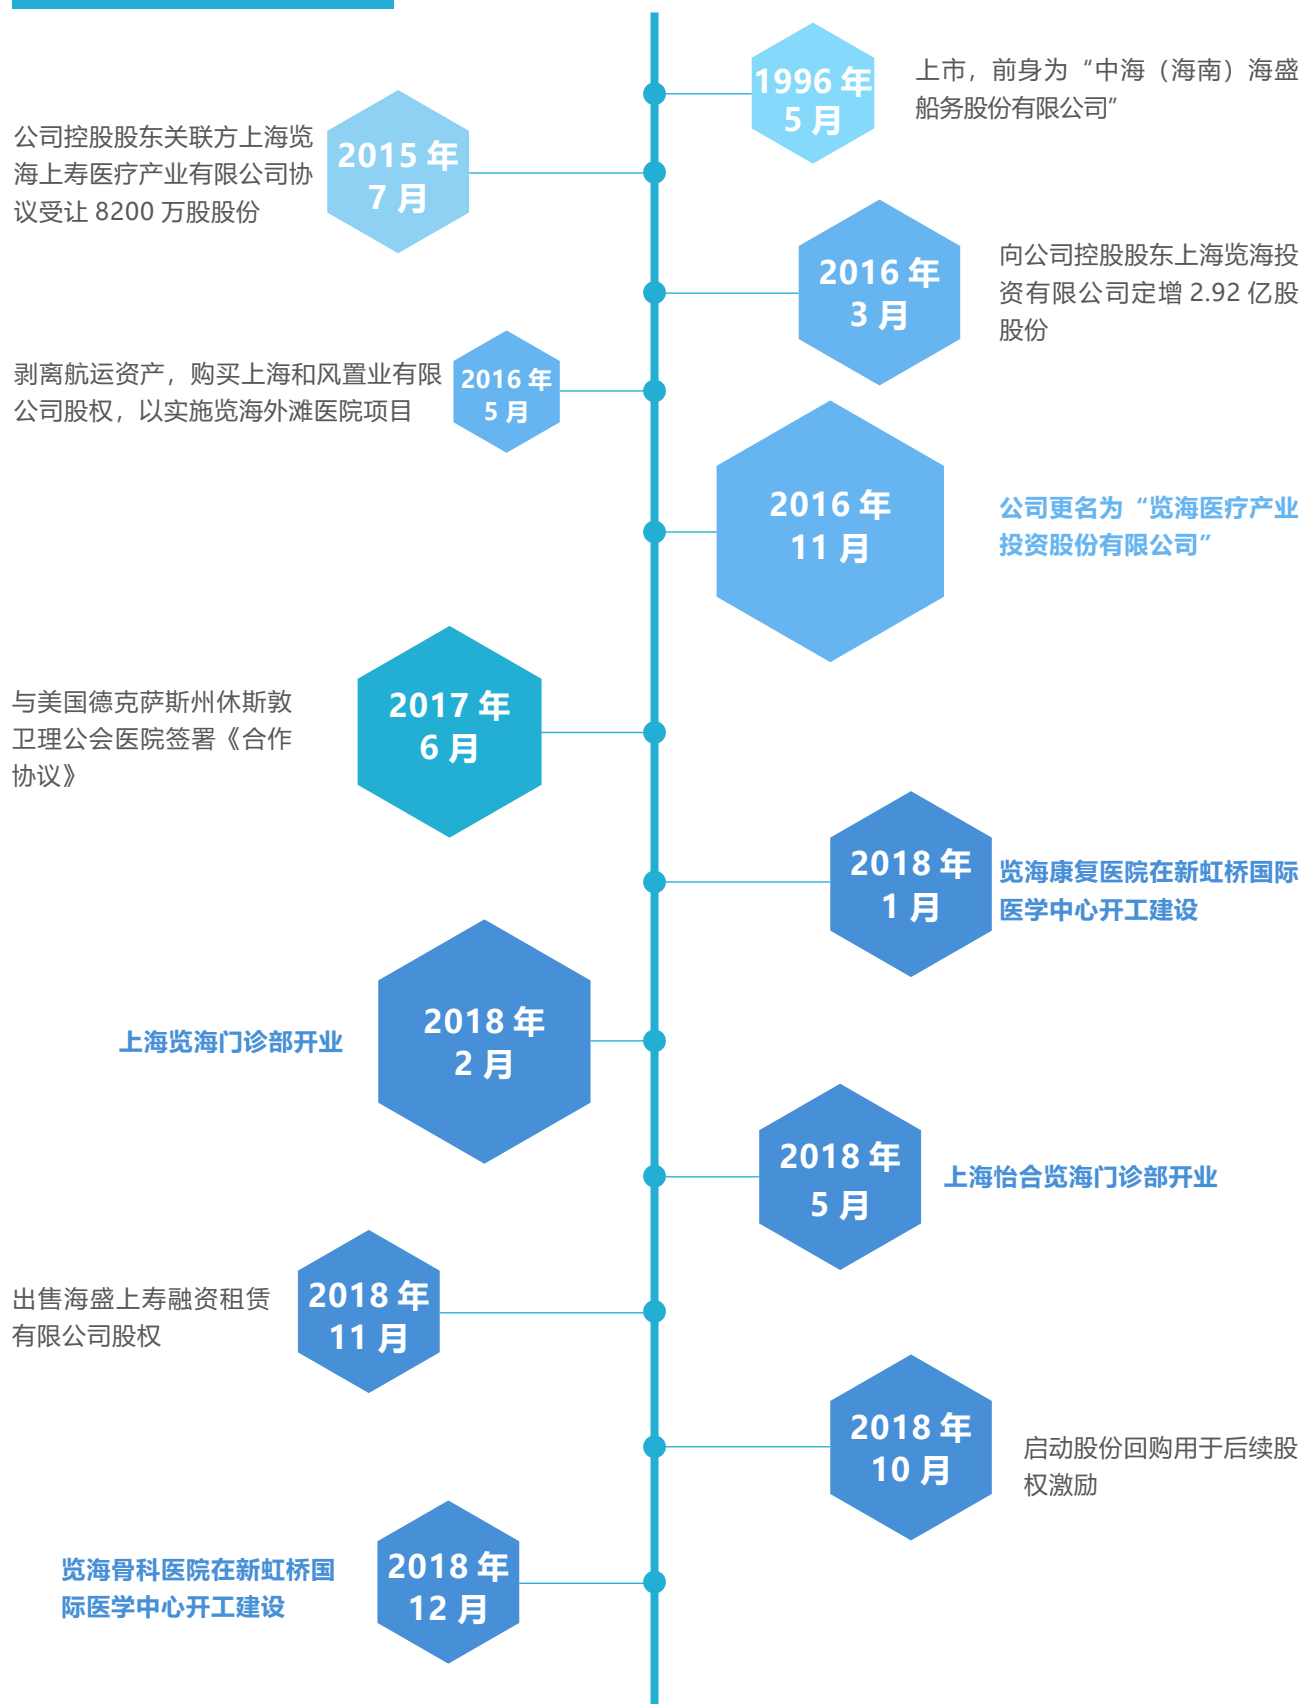 1996 年
5 月
上市，前身为“中海（海南）海盛
船务股份有限公司”
公司控股股东关联方上海览
海上寿医疗产业有限公司协
议受让 8200 万股股份
2015 年
7 月
2016 年
3 月
向公司控股股东上海览海投
资有限公司定增 2.92 亿股
股份
剥离航运资产，购买上海和风置业有限
公司股权，以实施览海外滩医院项目
2016 年
5 月
2016 年
11 月
公司更名为“览海医疗产业
投资股份有限公司”
与美国德克萨斯州休斯敦
卫理公会医院签署《合作
协议》
2017 年
6 月
2018 年
1 月
览海康复医院在新虹桥国际
医学中心开工建设
上海览海门诊部开业
2018 年
2 月
2018 年
5 月
上海怡合览海门诊部开业
出售海盛上寿融资租赁
有限公司股权
2018 年
11 月
2018 年
10 月
启动股份回购用于后续股
权激励
览海骨科医院在新虹桥国
际医学中心开工建设
2018 年
12 月